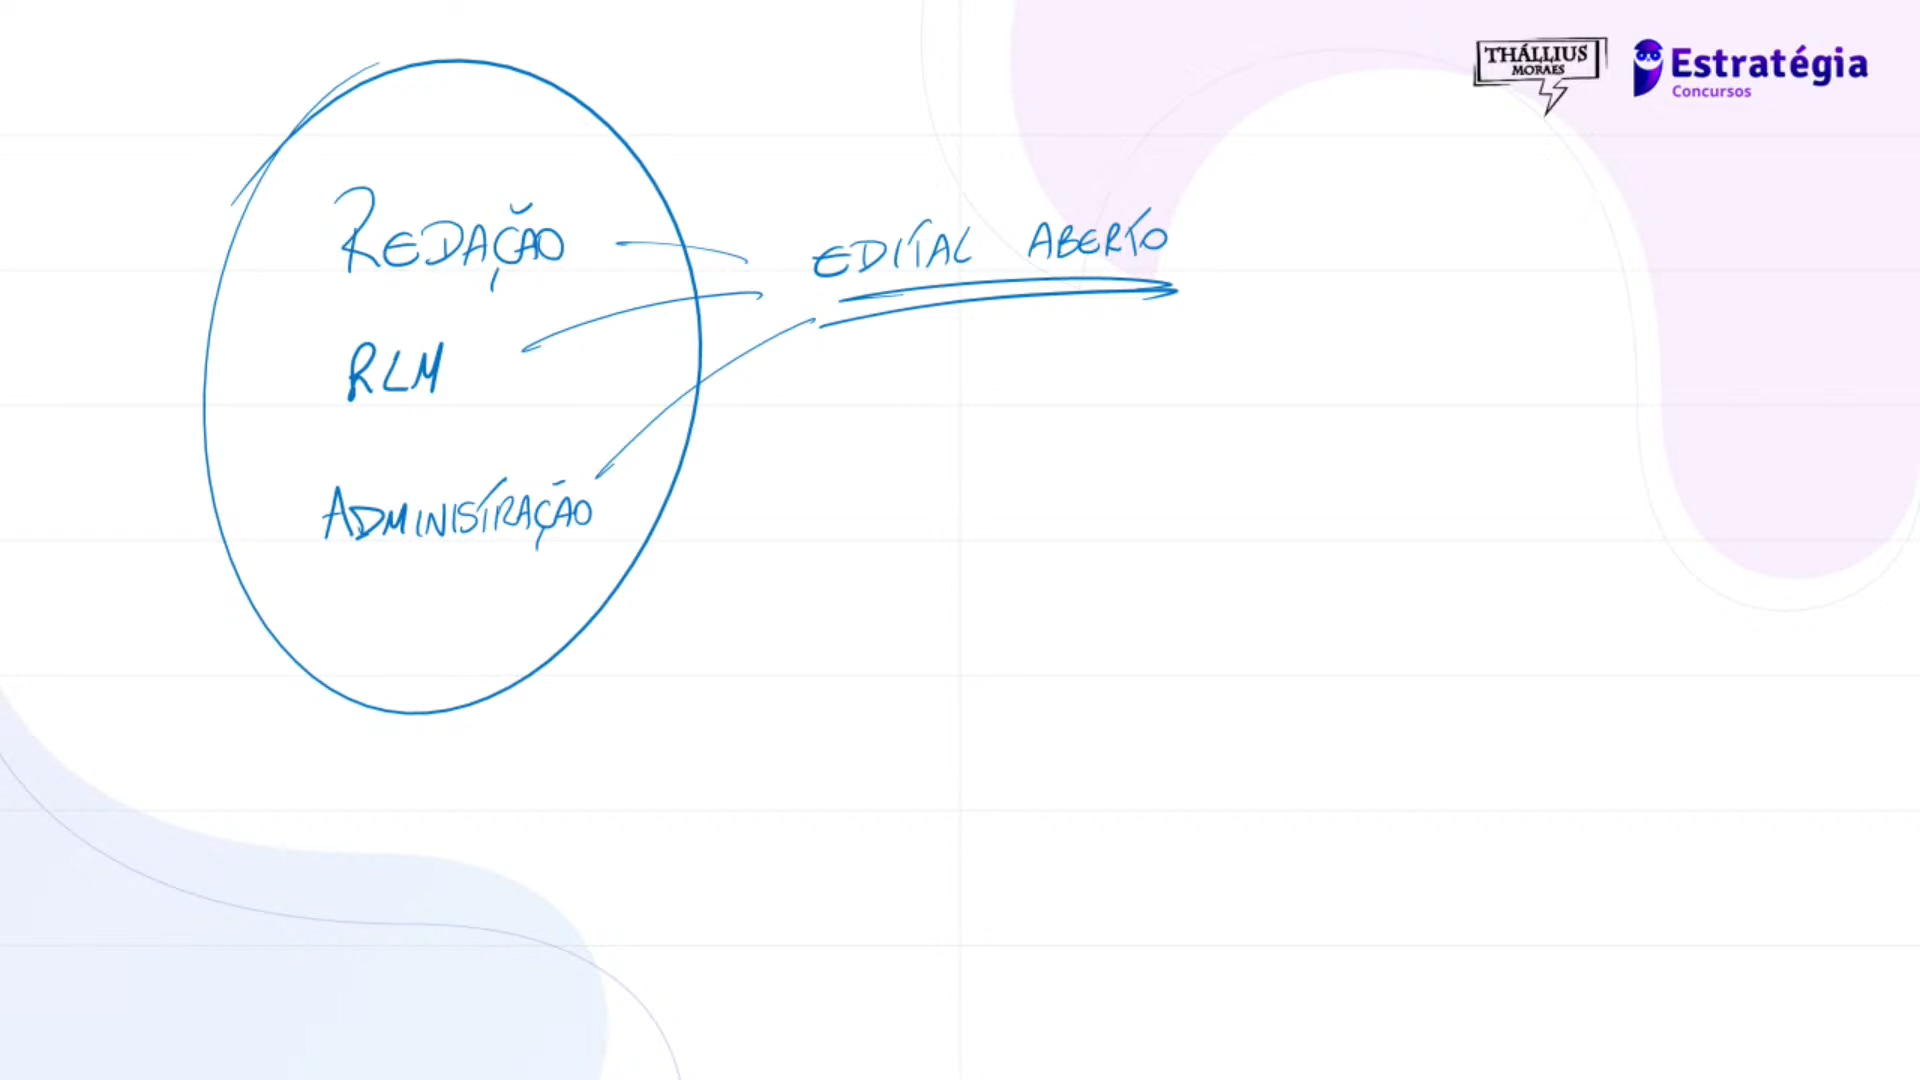 THÁLLIUS
MORAES
Estratégia
Concursos
REDAÇÃO
EDITAL ABERTO
RLM
ADMINISTRAÇÃO